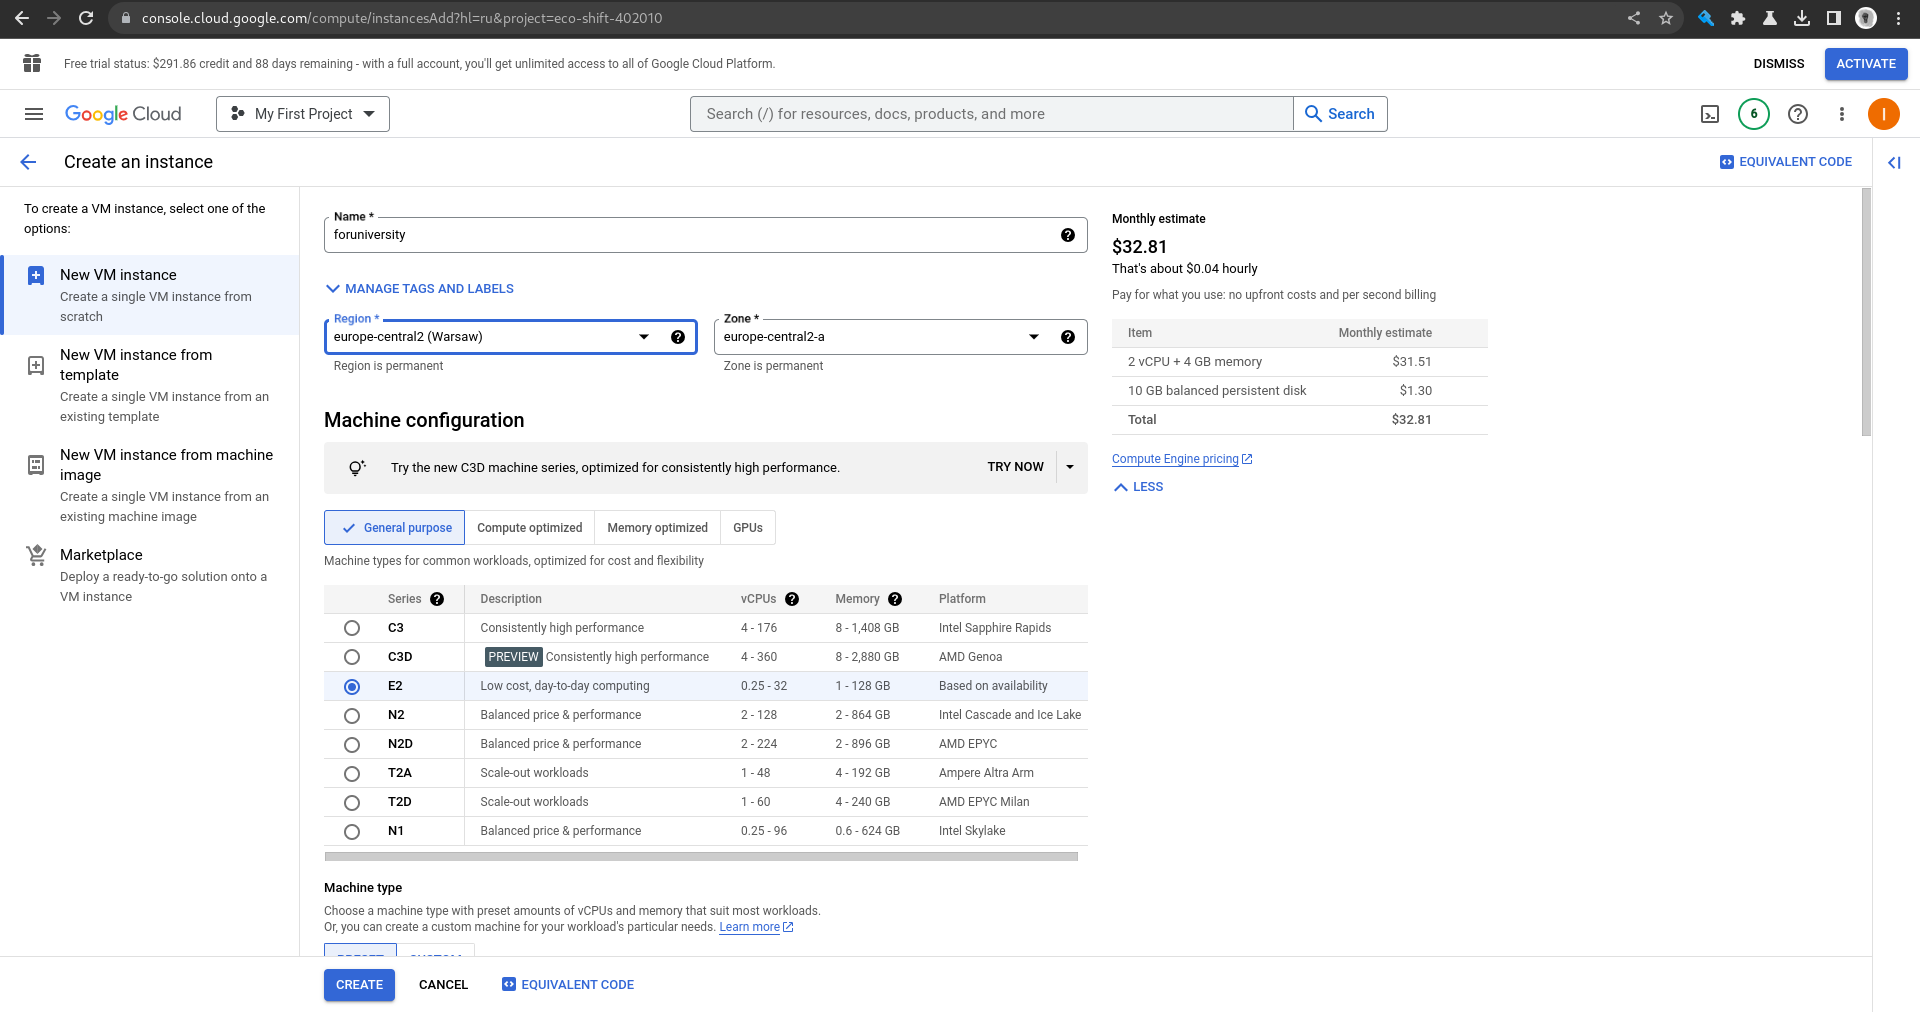 console.cloud.google.com/compute/instancesAdd?hl=ru&project=eco-shift-402010
Free trial status: $291.86 credit and 88 days remaining - with a full account, you'll get unlimited access to all of Google Cloud Platform.
DISMISS
ACTIVATE
Google Cloud
My First Project
Search (/) for resources, docs, products, and more
Search
6
I
Create an instance
EQUIVALENT CODE
To create a VM instance, select one of the
options:
New VM instance
Create a single VM instance from
scratch
New VM instance from
template
Create a single VM instance from an
existing template
New VM instance from machine
image
Create a single VM instance from an
existing machine image
Marketplace
Deploy a ready-to-go solution onto a
VM instance
Name *
foruniversity
MANAGE TAGS AND LABELS
Region *
europe-central2 (Warsaw)
Region is permanent
Zone *
europe-central2-a
Zone is permanent
Machine configuration
Try the new C3D machine series, optimized for consistently high performance.
TRY NOW
General purpose
Compute optimized
Memory optimized
GPUs
Machine types for common workloads, optimized for cost and flexibility
Series Description vCPUs Memory Platform
C3 Consistently high performance 4 - 176 8 - 1,408 GB Intel Sapphire Rapids
C3D PREVIEW Consistently high performance 4 - 360 8 - 2,880 GB AMD Genoa
E2 Low cost, day-to-day computing 0.25 - 32 1 - 128 GB Based on availability
N2 Balanced price & performance 2 - 128 2 - 864 GB Intel Cascade and Ice Lake
N2D Balanced price & performance 2 - 224 2 - 896 GB AMD EPYC
T2A Scale-out workloads 1 - 48 4 - 192 GB Ampere Altra Arm
T2D Scale-out workloads 1 - 60 4 - 240 GB AMD EPYC Milan
N1 Balanced price & performance 0.25 - 96 0.6 - 624 GB Intel Skylake
Machine type
Choose a machine type with preset amounts of vCPUs and memory that suit most workloads.
Or, you can create a custom machine for your workload's particular needs. Learn more
PRESET
CUSTOM
CREATE
CANCEL
EQUIVALENT CODE
Monthly estimate
$32.81
That's about $0.04 hourly
Pay for what you use: no upfront costs and per second billing
Item Monthly estimate
2 vCPU + 4 GB memory $31.51
10 GB balanced persistent disk $1.30
Total $32.81
Compute Engine pricing
LESS